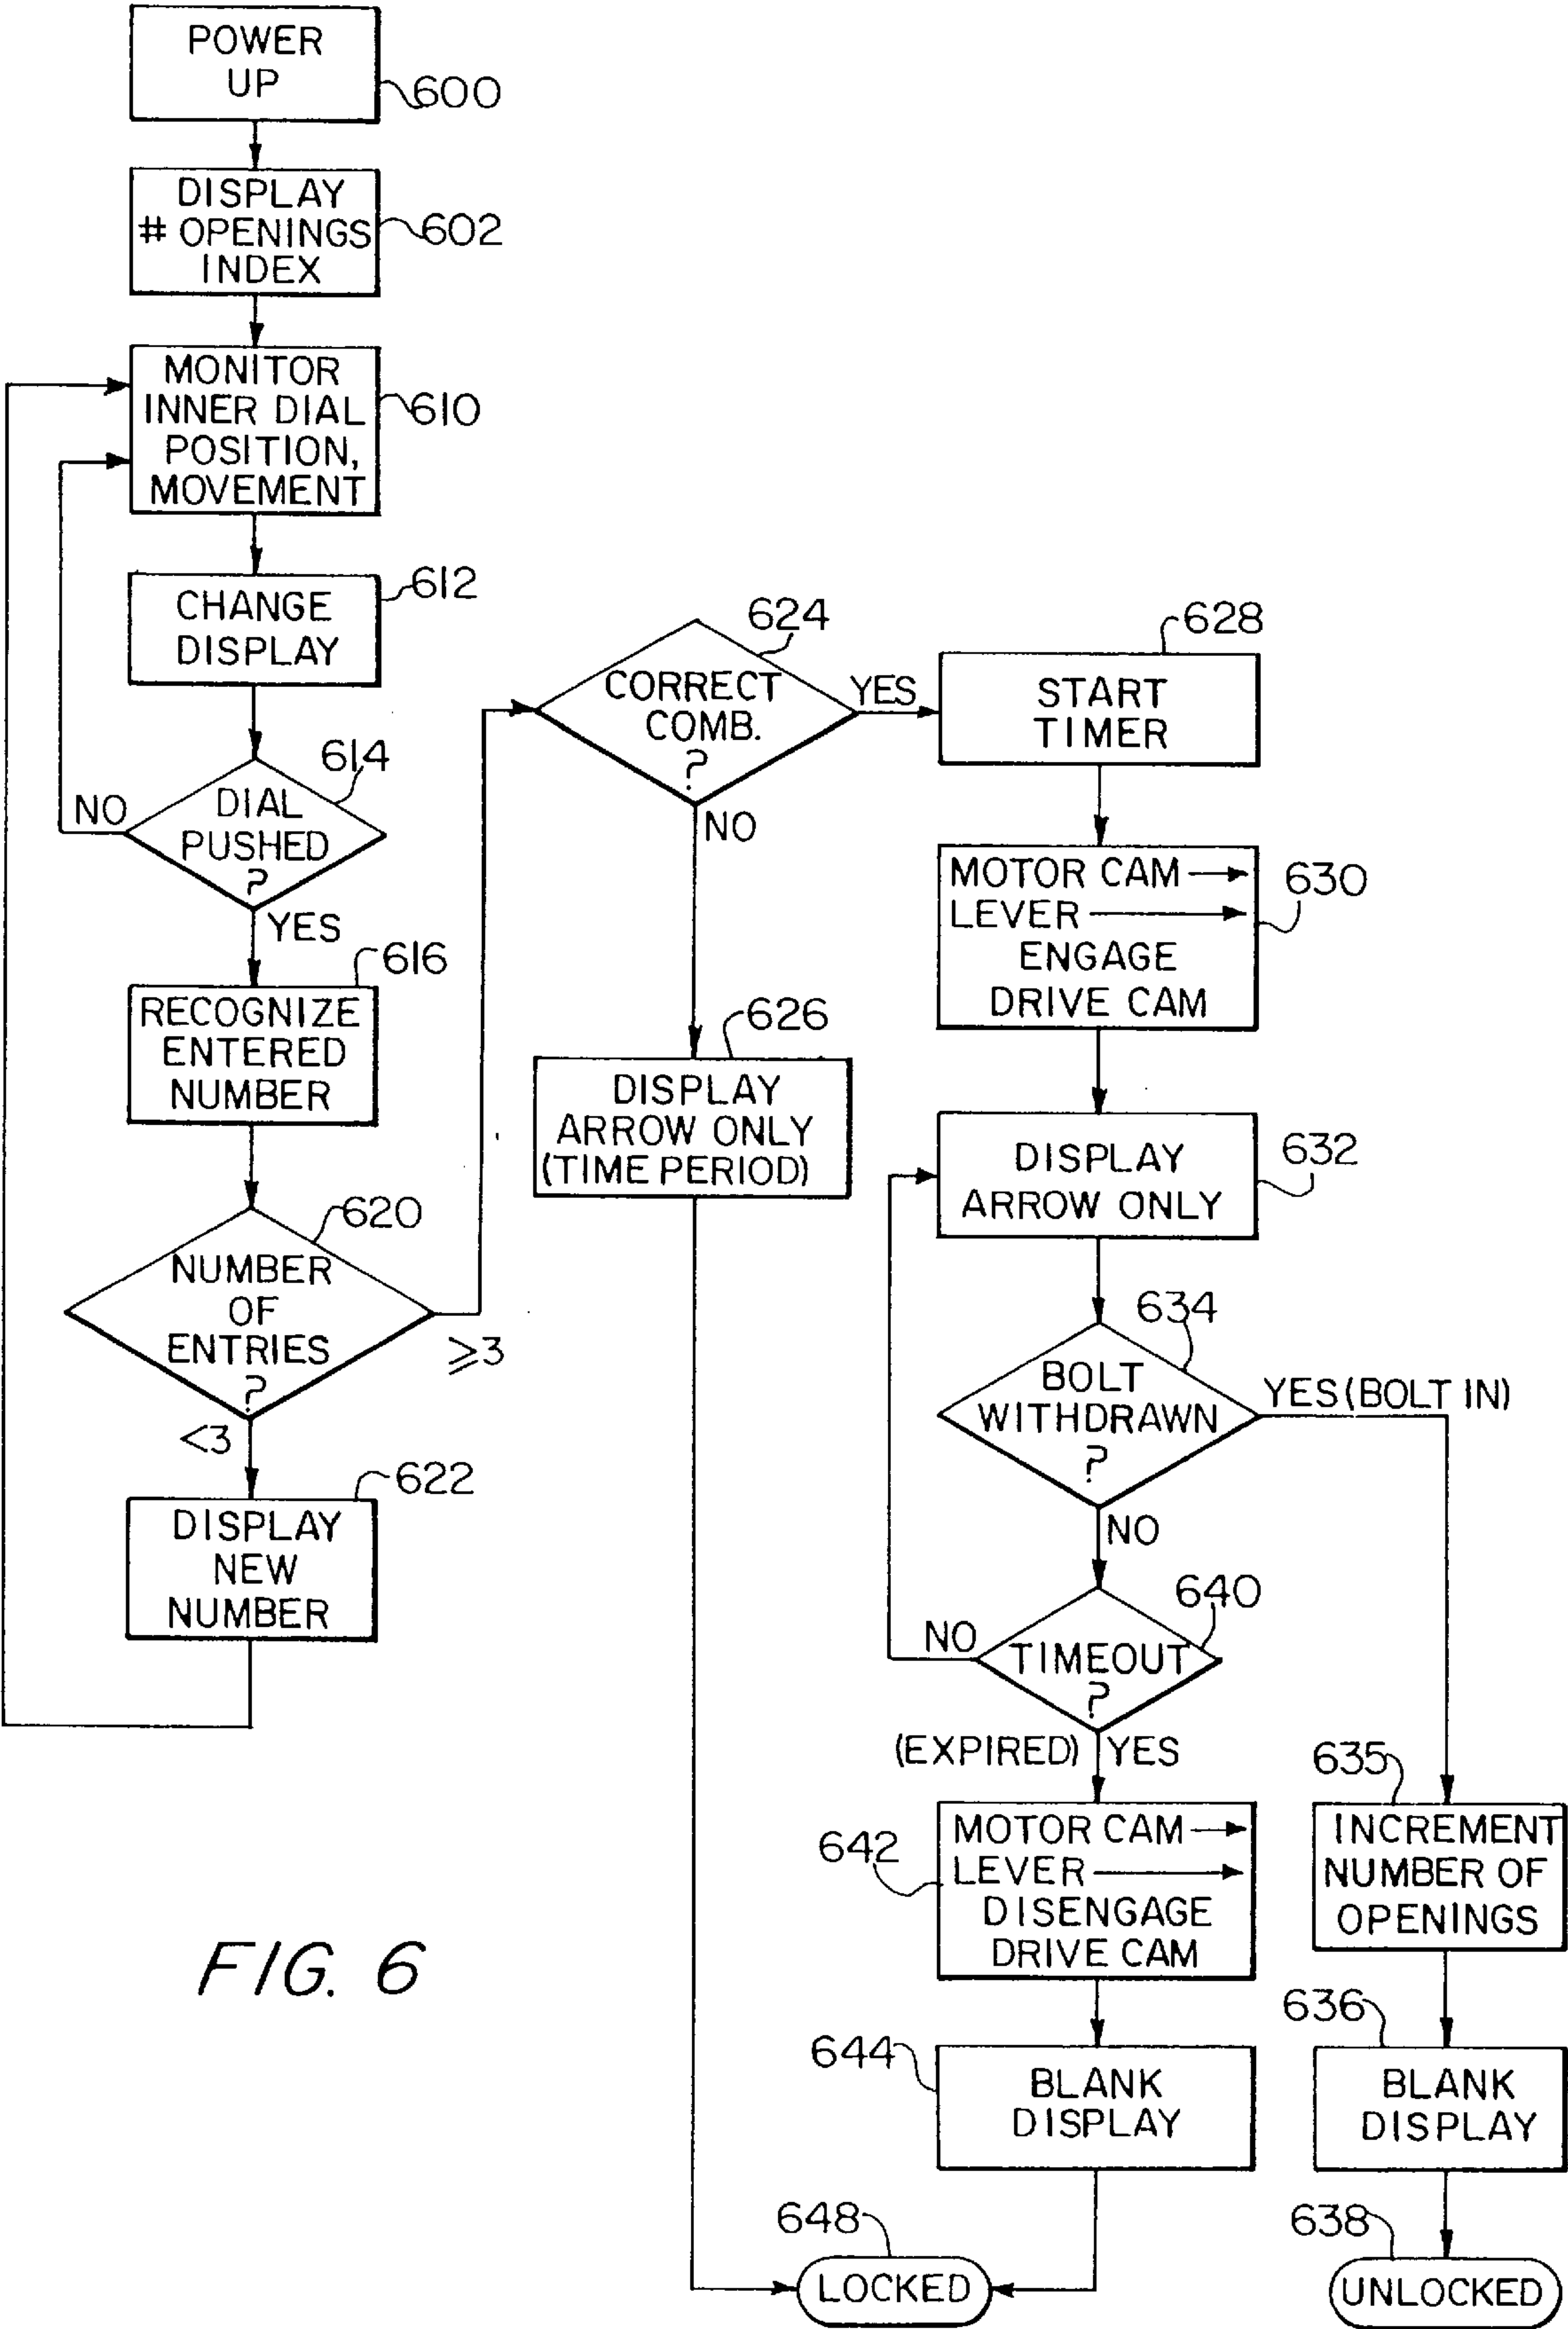 POWER
UP
600
DISPLAY
# OPENINGS
INDEX
602
MONITOR
INNER DIAL
POSITION,
MOVEMENT
610
CHANGE
DISPLAY
612
DIAL
PUSHED
?
614
NO
YES
RECOGNIZE
ENTERED
NUMBER
616
NUMBER
OF
ENTRIES
?
620
≥3
<3
DISPLAY
NEW
NUMBER
622
CORRECT
COMB.
?
624
YES
NO
DISPLAY
ARROW ONLY
(TIME PERIOD)
626
START
TIMER
628
MOTOR CAM →
LEVER →
ENGAGE
DRIVE CAM
630
DISPLAY
ARROW ONLY
632
BOLT
WITHDRAWN
?
634
YES (BOLT IN)
NO
TIMEOUT
?
640
NO
(EXPIRED) YES
MOTOR CAM →
LEVER →
DISENGAGE
DRIVE CAM
642
BLANK
DISPLAY
644
LOCKED
648
INCREMENT
NUMBER OF
OPENINGS
635
BLANK
DISPLAY
636
UNLOCKED
638
FIG. 6